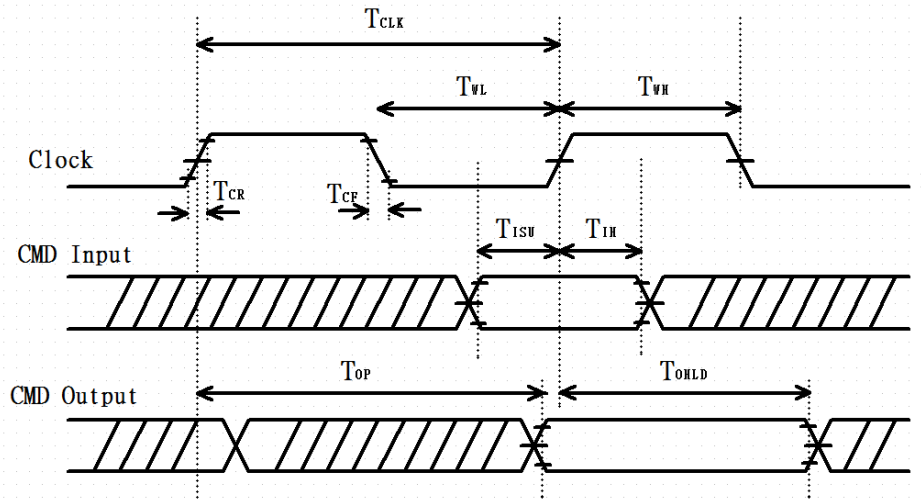 TCLK
TWL TWH
Clock
TCR TCF
TISU TIH
CMD Input
TOP TOHLD
CMD Output